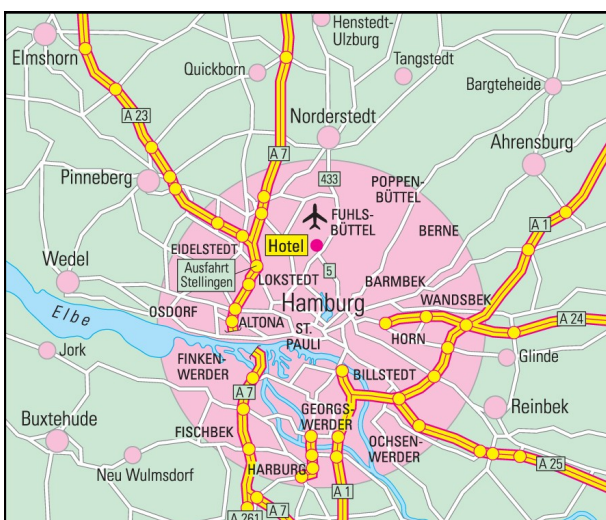 Henstedt-
Ulzburg
Elmshorn
Quickborn
Tangstedt
Bargteheide
A 23
A 7
Norderstedt
Ahrensburg
Pinneberg
433
POPPEN-
BÜTTEL
FUHLS-
BÜTTEL
A 1
BERNE
EIDELSTEDT
Hotel
Wedel
Ausfahrt
Stellingen
LOKSTEDT
5
BARMBEK
Hamburg
WANDSBEK
Elbe
OSDORF
ALTONA
ST.
PAULI
HORN
A 24
Jork
FINKEN-
WERDER
Glinde
BILLSTEDT
A 7
GEORGS-
WERDER
Reinbek
Buxtehude
FISCHBEK
OCHSEN-
WERDER
Neu Wulmsdorf
HARBURG
A 25
A 1
A 7
A 261